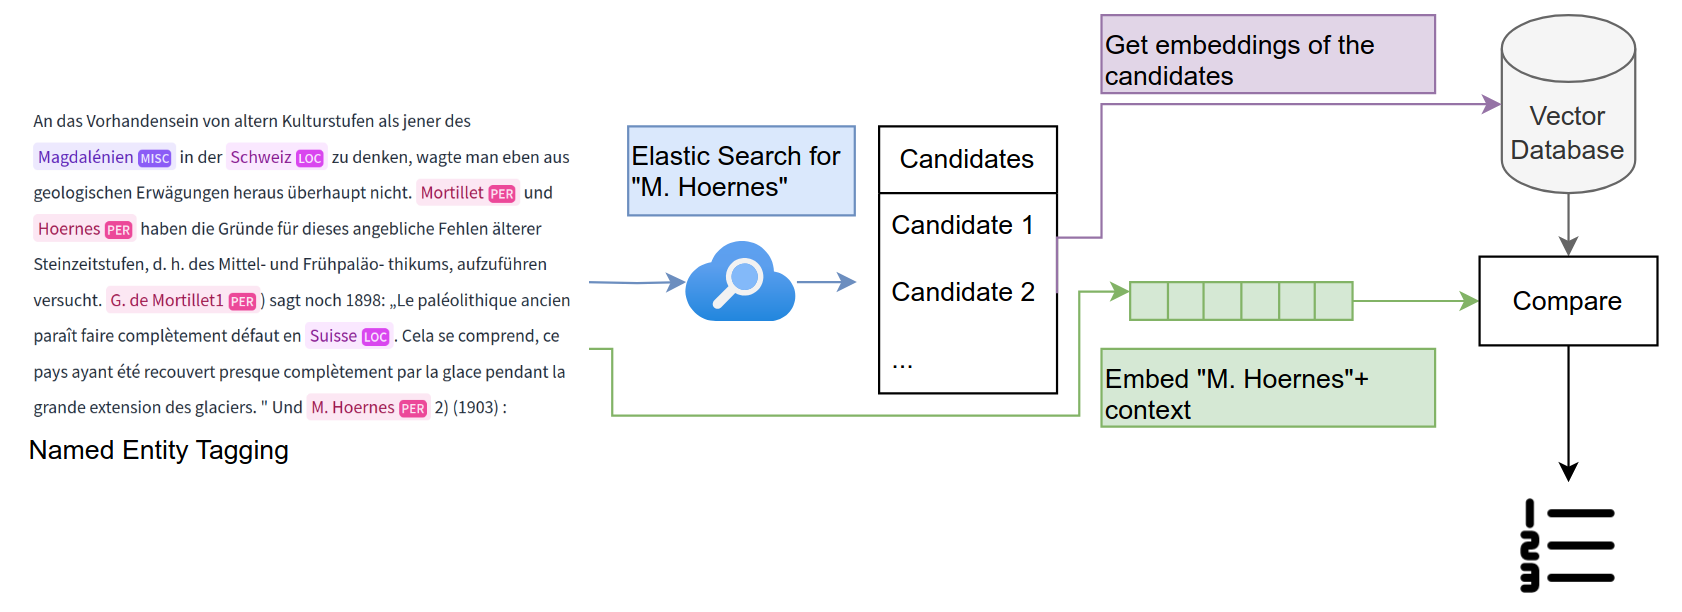 An das Vorhandensein von altern Kulturstufen als jener des
Magdalénien MISC in der Schweiz LOC zu denken, wagte man eben aus
geologischen Erwägungen heraus überhaupt nicht. Mortillet PER und
Hoernes PER haben die Gründe für dieses angebliche Fehlen älterer
Steinzeitstufen, d. h. des Mittel- und Frühpaläo- thikums, aufzuführen
versucht. G. de Mortillet1 PER ) sagt noch 1898: „Le paléolithique ancien
paraît faire complètement défaut en Suisse LOC . Cela se comprend, ce
pays ayant été recouvert presque complètement par la glace pendant la
grande extension des glaciers. " Und M. Hoernes PER 2) (1903) :
Named Entity Tagging
Elastic Search for
"M. Hoernes"
Candidates
Candidate 1
Candidate 2
...
Get embeddings of the
candidates
Vector
Database
Embed "M. Hoernes"+
context
Compare
1
2
3